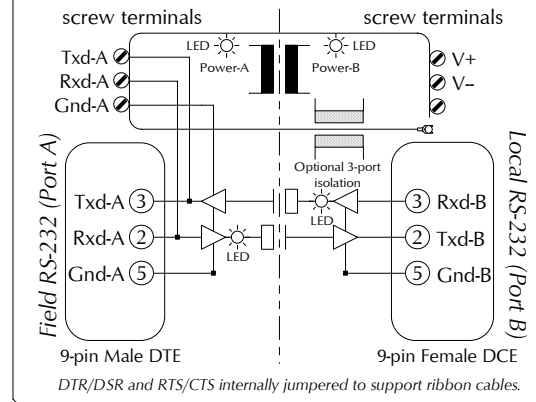 screw terminals
screw terminals
Txd-A
Rxd-A
Gnd-A
LED
LED
Power-A
Power-B
V+
V–
Optional 3-port
isolation
Field RS-232 (Port A)
Txd-A 3
Rxd-A 2
Gnd-A 5
LED
LED
3 Rxd-B
2 Txd-B
5 Gnd-B
Local RS-232 (Port B)
9-pin Male DTE
9-pin Female DCE
DTR/DSR and RTS/CTS internally jumpered to support ribbon cables.